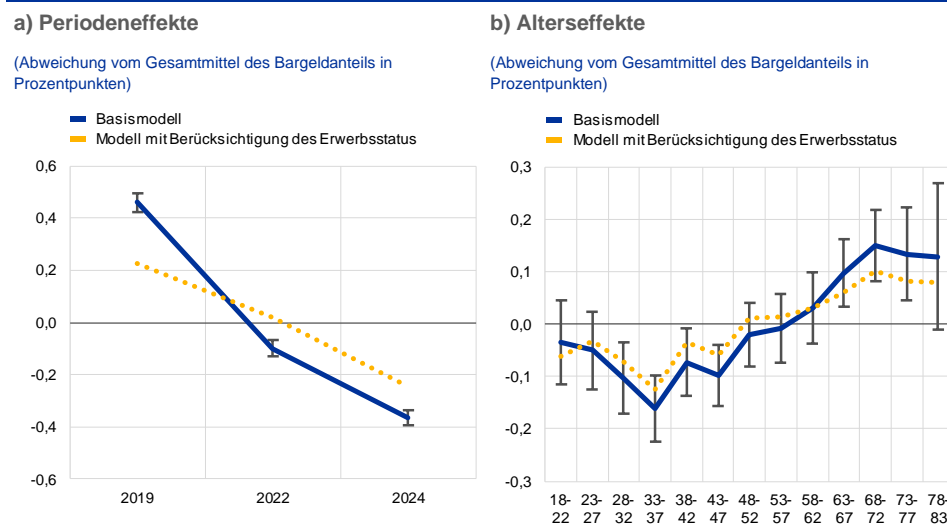 a) Periodeneffekte
(Abweichung vom Gesamtmittel des Bargeldanteils in
Prozentpunkten)
Basismodell
Modell mit Berücksichtigung des Erwerbsstatus
0,6
0,4
0,2
0,0
-0,2
-0,4
-0,6
2019 2022 2024
b) Alterseffekte
(Abweichung vom Gesamtmittel des Bargeldanteils in
Prozentpunkten)
Basismodell
Modell mit Berücksichtigung des Erwerbsstatus
0,3
0,2
0,1
0,0
-0,1
-0,2
-0,3
18- 23- 28- 33- 38- 43- 48- 53- 58- 63- 68- 73- 78-
22 27 32 37 42 47 52 57 62 67 72 77 83